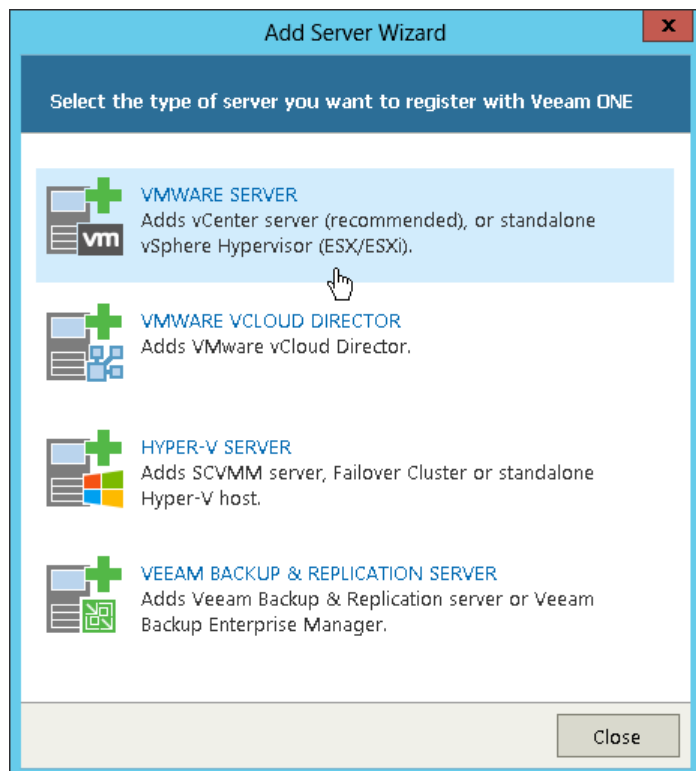 Add Server Wizard
x
Select the type of server you want to register with Veeam ONE
VMWARE SERVER
Adds vCenter server (recommended), or standalone
vSphere Hypervisor (ESX/ESXi).
vm
VMWARE VCLOUD DIRECTOR
Adds VMware vCloud Director.
HYPER-V SERVER
Adds SCVMM server, Failover Cluster or standalone
Hyper-V host.
VEEAM BACKUP & REPLICATION SERVER
Adds Veeam Backup & Replication server or Veeam
Backup Enterprise Manager.
Close